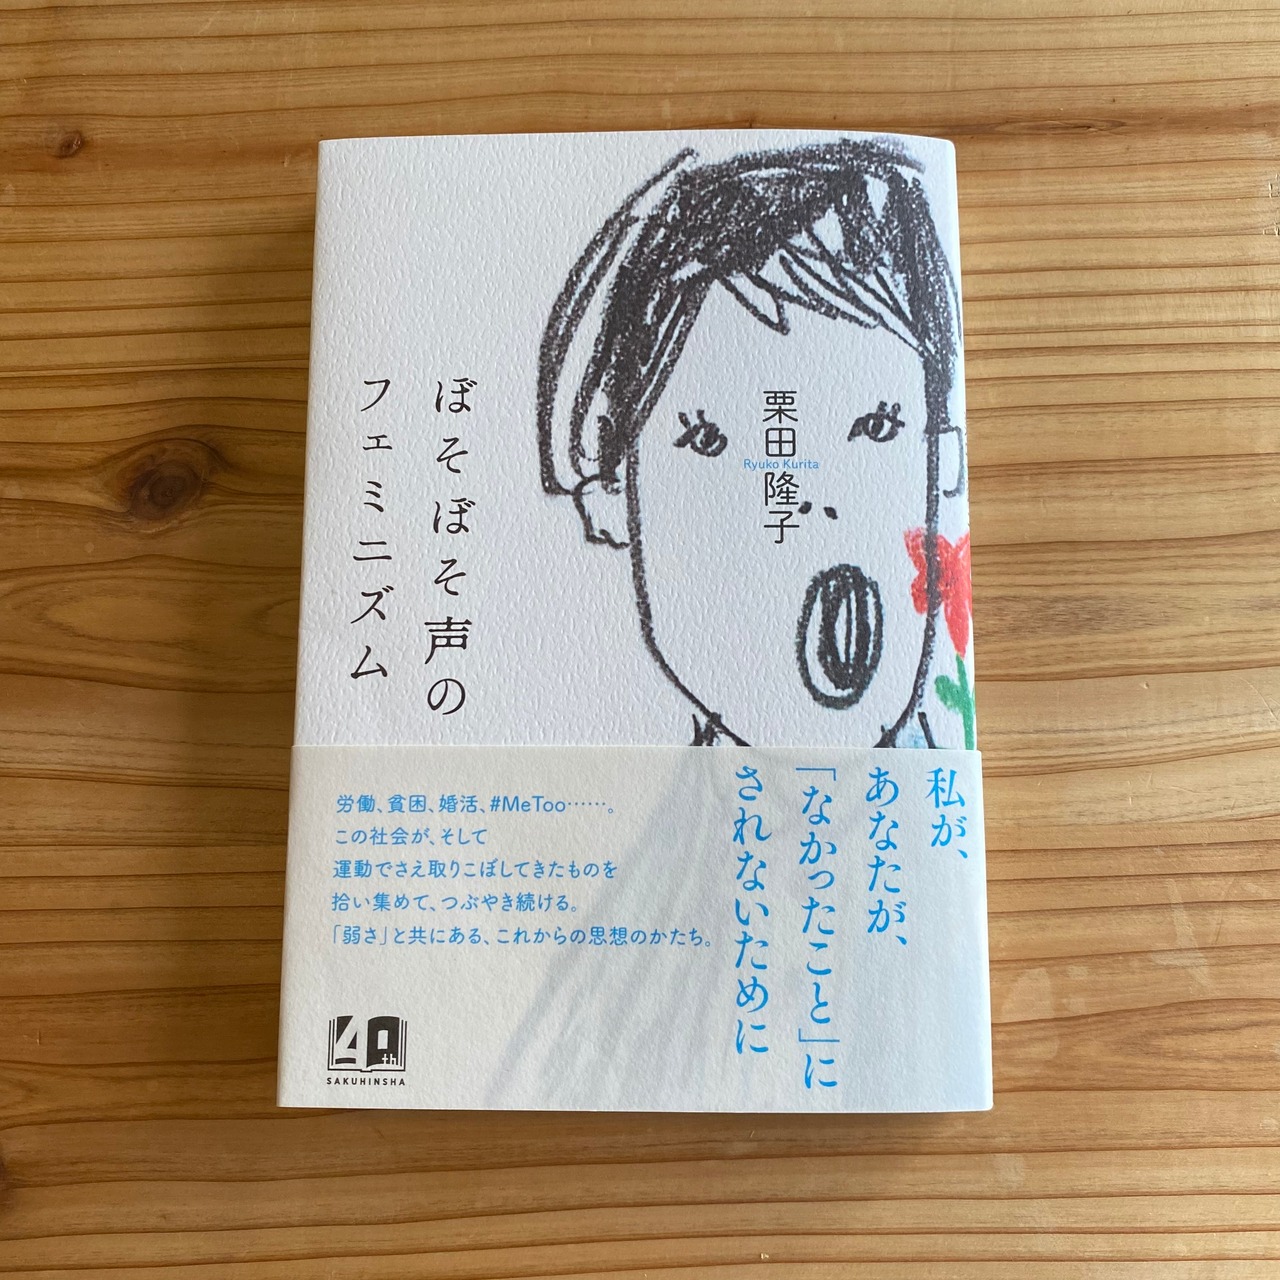 ぼそぼそ声の
フェミニズム
栗田隆子
Ryuko Kurita
私が、
あなたが、
「なかったこと」に
されないために
労働、貧困、婚活、#MeToo……。
この社会が、そして
運動でさえ取りこぼしてきたものを
拾い集めて、つぶやき続ける。
「弱さ」と共にある、これからの思想のかたち。
40th
SAKUHINSHA